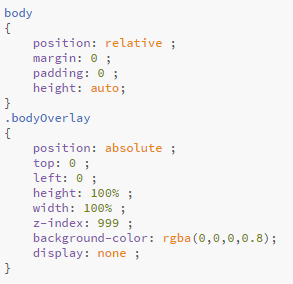 body
{
    position: relative ;
    margin: 0 ;
    padding: 0 ;
    height: auto;
}
.bodyOverlay
{
    position: absolute ;
    top: 0 ;
    left: 0 ;
    height: 100% ;
    width: 100% ;
    z-index: 999 ;
    background-color: rgba(0,0,0,0.8);
    display: none ;
}